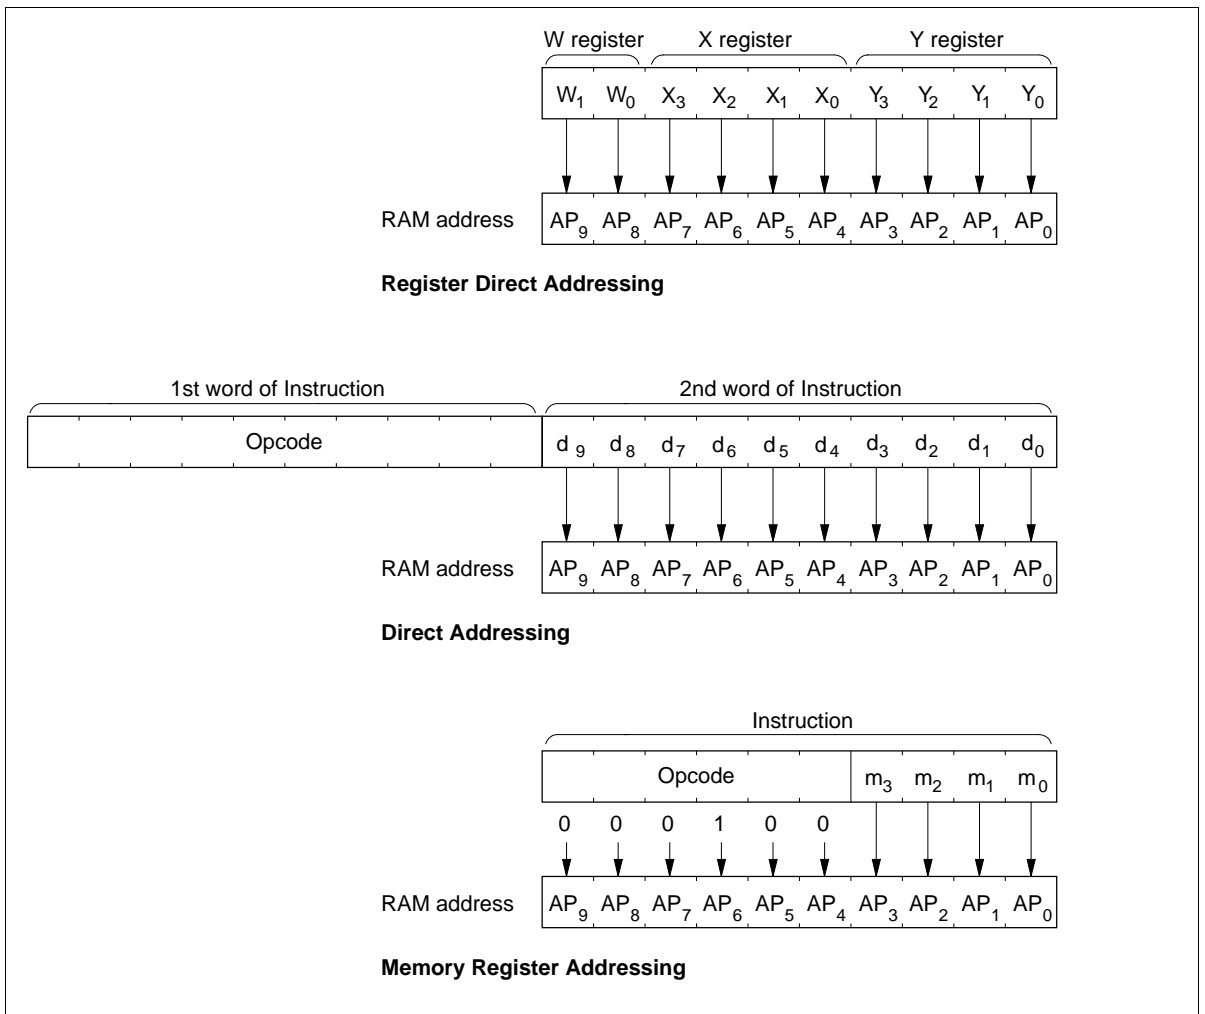 W register X register Y register
W1 W0 X3 X2 X1 X0 Y3 Y2 Y1 Y0
RAM address AP9 AP8 AP7 AP6 AP5 AP4 AP3 AP2 AP1 AP0
Register Direct Addressing
1st word of Instruction 2nd word of Instruction
Opcode d9 d8 d7 d6 d5 d4 d3 d2 d1 d0
RAM address AP9 AP8 AP7 AP6 AP5 AP4 AP3 AP2 AP1 AP0
Direct Addressing
Instruction
Opcode m3 m2 m1 m0
0 0 0 1 0 0
RAM address AP9 AP8 AP7 AP6 AP5 AP4 AP3 AP2 AP1 AP0
Memory Register Addressing